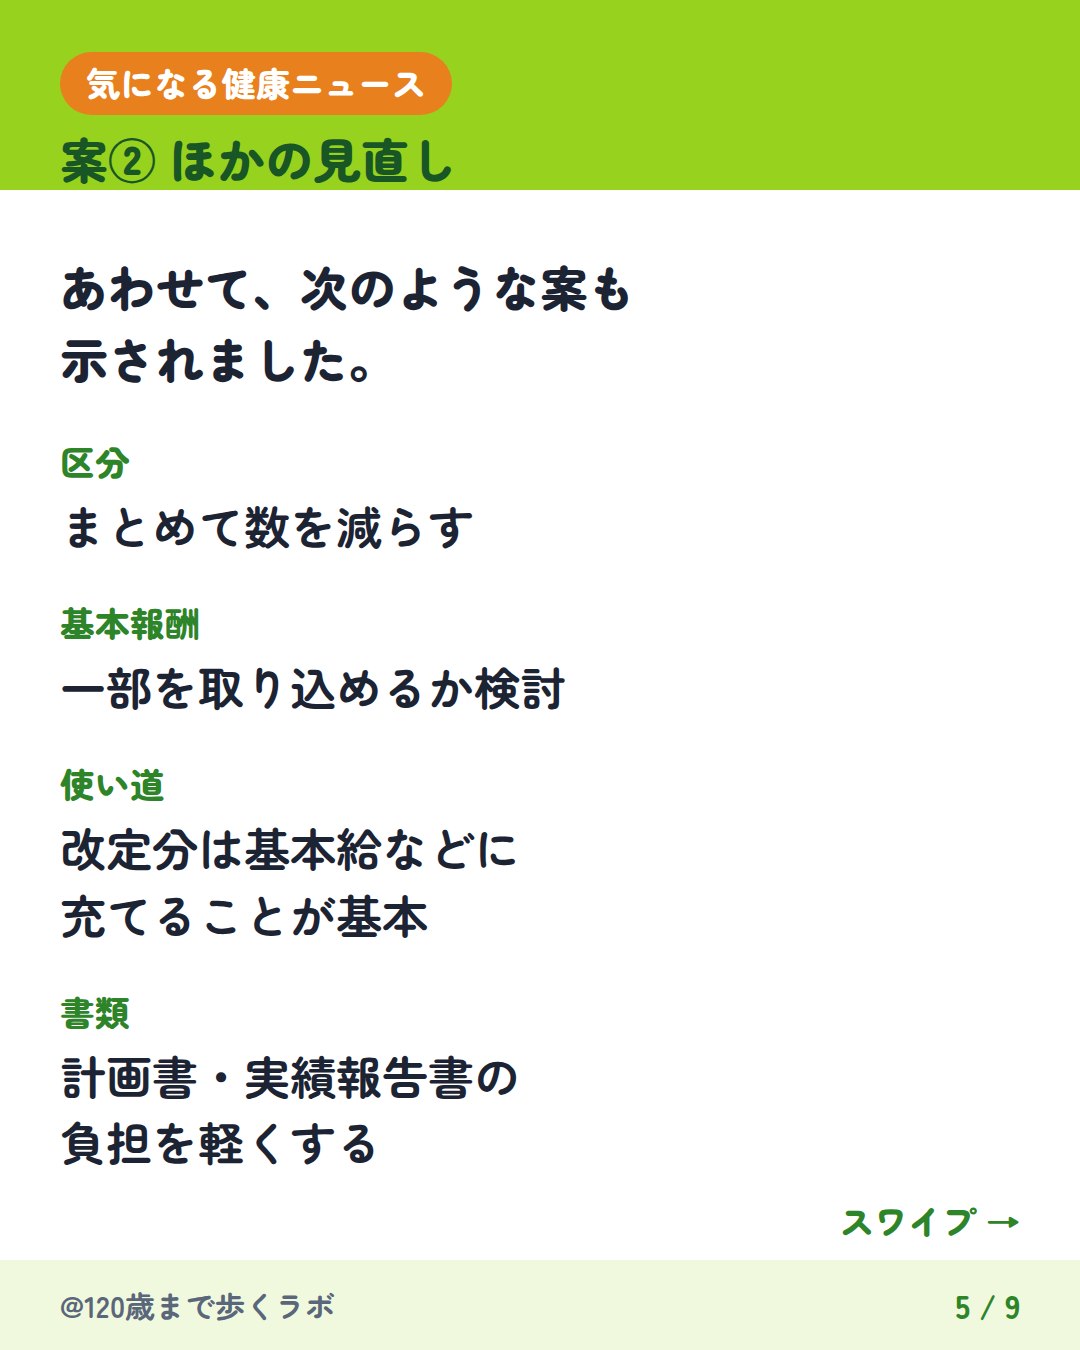 気になる健康ニュース
案② ほかの見直し
あわせて、次のような案も
示されました。
区分
まとめて数を減らす
基本報酬
一部を取り込めるか検討
使い道
改定分は基本給などに
充てることが基本
書類
計画書・実績報告書の
負担を軽くする
スワイプ →
@120歳まで歩くラボ
5 / 9